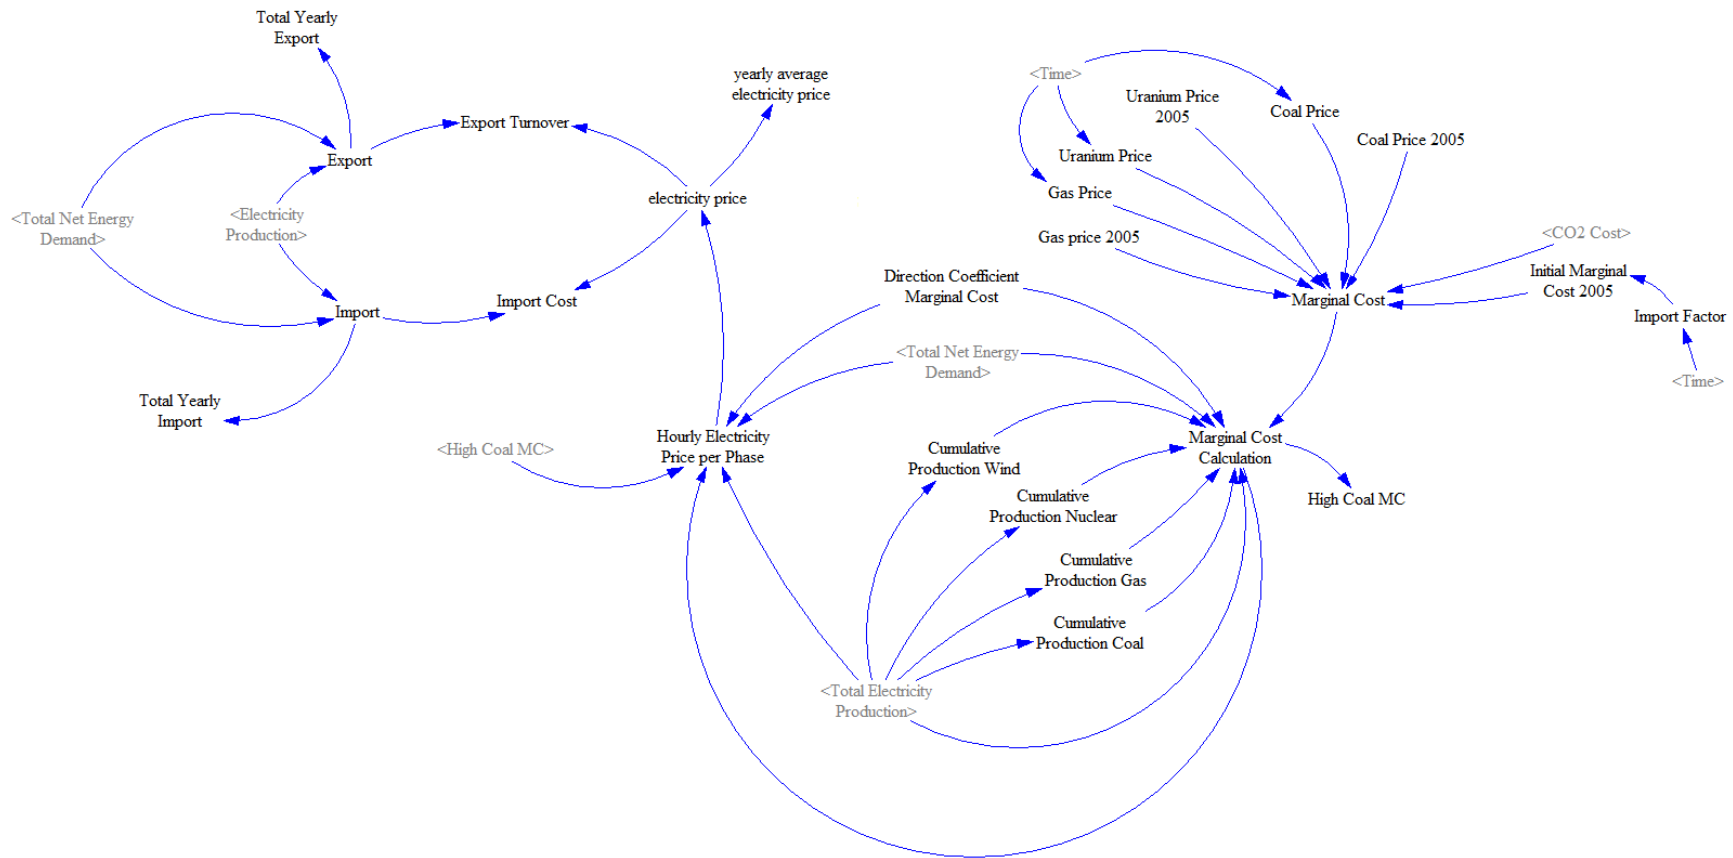 Total Yearly
Export
yearly average
electricity price
<Time>
Uranium Price
2005
Coal Price
Export Turnover
Coal Price 2005
Export
Uranium Price
Gas Price
electricity price
<Total Net Energy
Demand>
<Electricity
Production>
Gas price 2005
<CO2 Cost>
Direction Coefficient
Marginal Cost
Initial Marginal
Cost 2005
Import
Import Cost
Marginal Cost
Import Factor
<Total Net Energy
Demand>
<Time>
Total Yearly
Import
<High Coal MC>
Hourly Electricity
Price per Phase
Cumulative
Production Wind
Marginal Cost
Calculation
Cumulative
Production Nuclear
High Coal MC
Cumulative
Production Gas
Cumulative
Production Coal
<Total Electricity
Production>